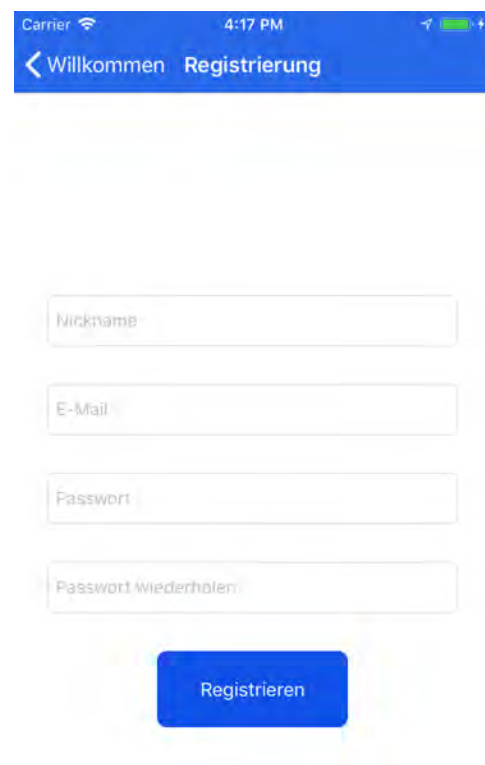 Carrier 4:17 PM
Willkommen Registrierung
Nickname
E-Mail
Passwort
Passwort wiederholen
Registrieren